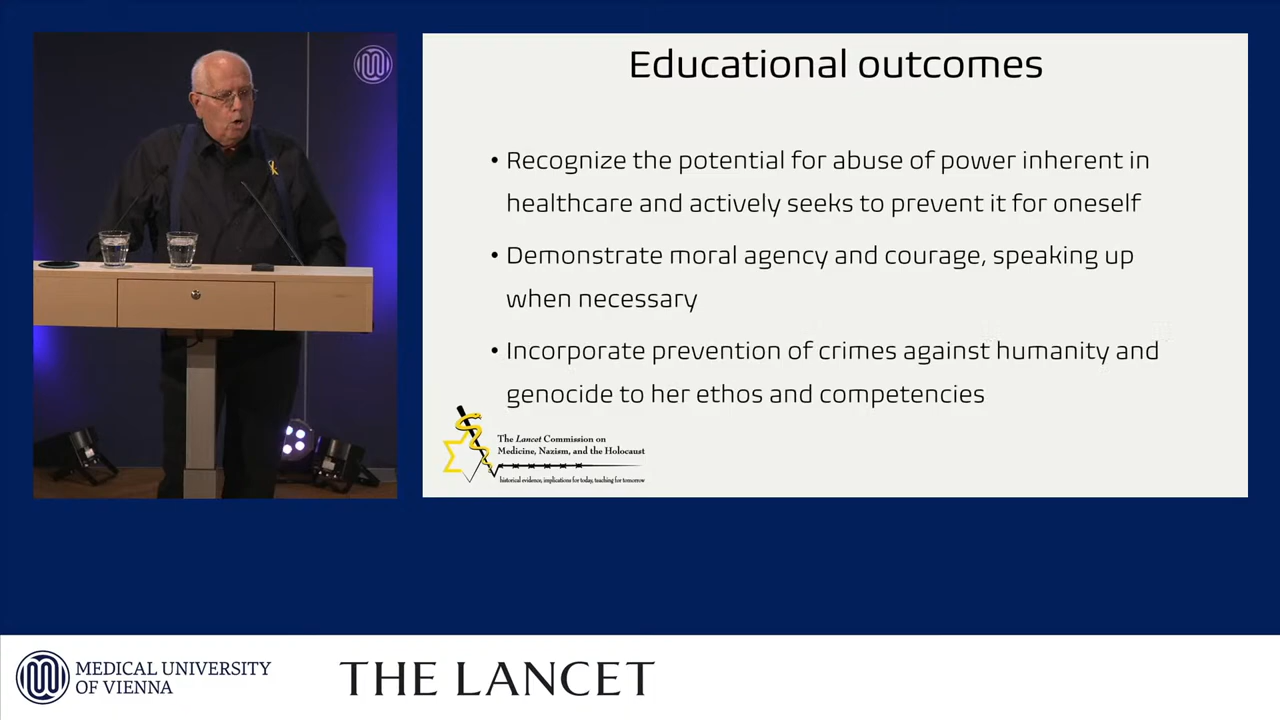 Educational outcomes
• Recognize the potential for abuse of power inherent in
healthcare and actively seeks to prevent it for oneself
• Demonstrate moral agency and courage, speaking up
when necessary
• Incorporate prevention of crimes against humanity and
genocide to her ethos and competencies
The Lancet Commission on
Medicine, Nazism, and the Holocaust
historical evidence, implications for today, teaching for tomorrow
MEDICAL UNIVERSITY
OF VIENNA
THE LANCET